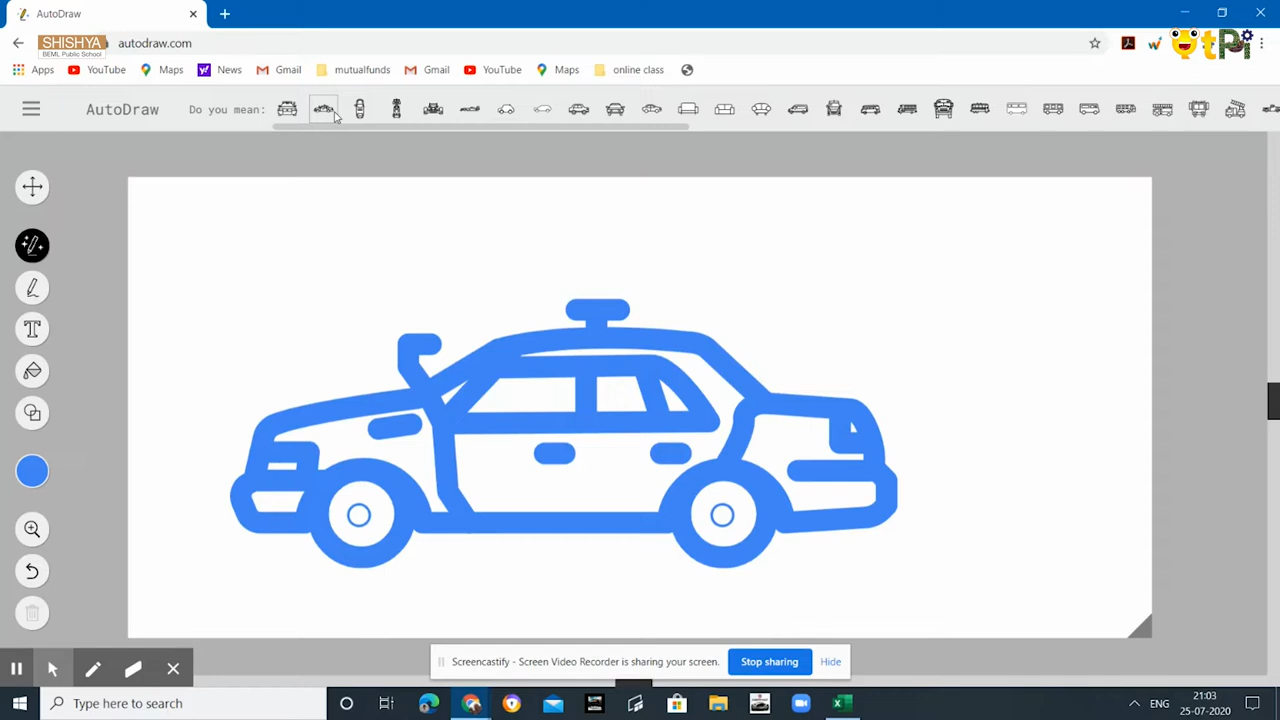 AutoDraw
SHISHYA
BEML Public School
autodraw.com
otPi
Apps YouTube Maps News Gmail mutualfunds Gmail YouTube Maps online class
AutoDraw Do you mean:
T
Screencastify - Screen Video Recorder is sharing your screen. Stop sharing Hide
Type here to search
ENG
21:03
25-07-2020